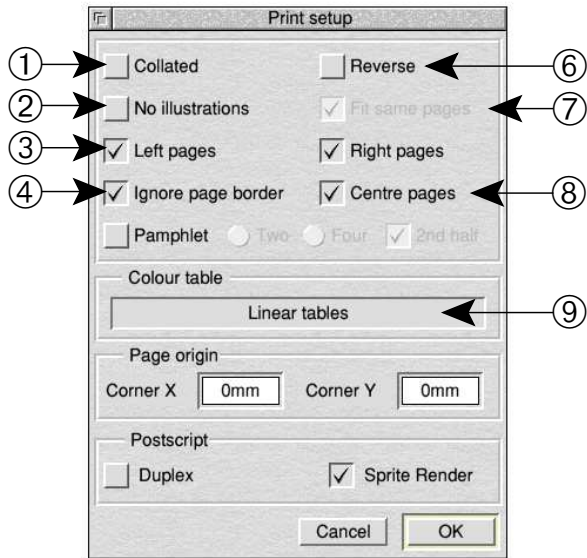 Print setup
① Collated Reverse ⑥
② No illustrations Fit same pages ⑦
③ Left pages Right pages
④ Ignore page border Centre pages ⑧
Pamphlet Two Four 2nd half
Colour table
Linear tables ⑨
Page origin
Corner X 0mm Corner Y 0mm
Postscript
Duplex Sprite Render
Cancel OK